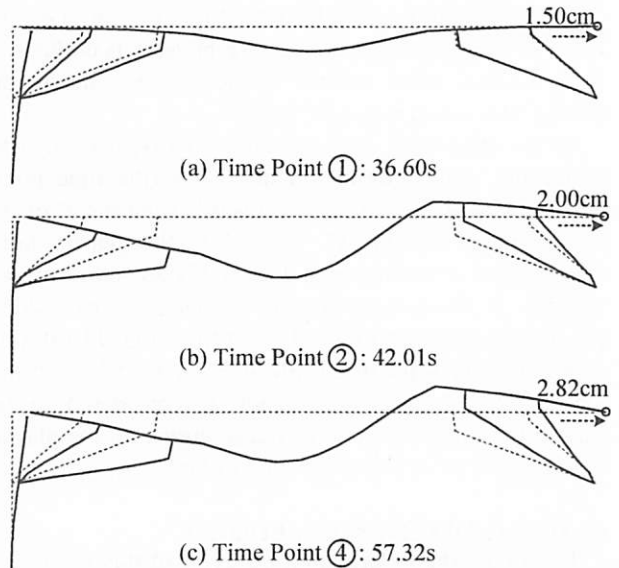 1.50cm
(a) Time Point ①: 36.60s
2.00cm
(b) Time Point ②: 42.01s
2.82cm
(c) Time Point ④: 57.32s